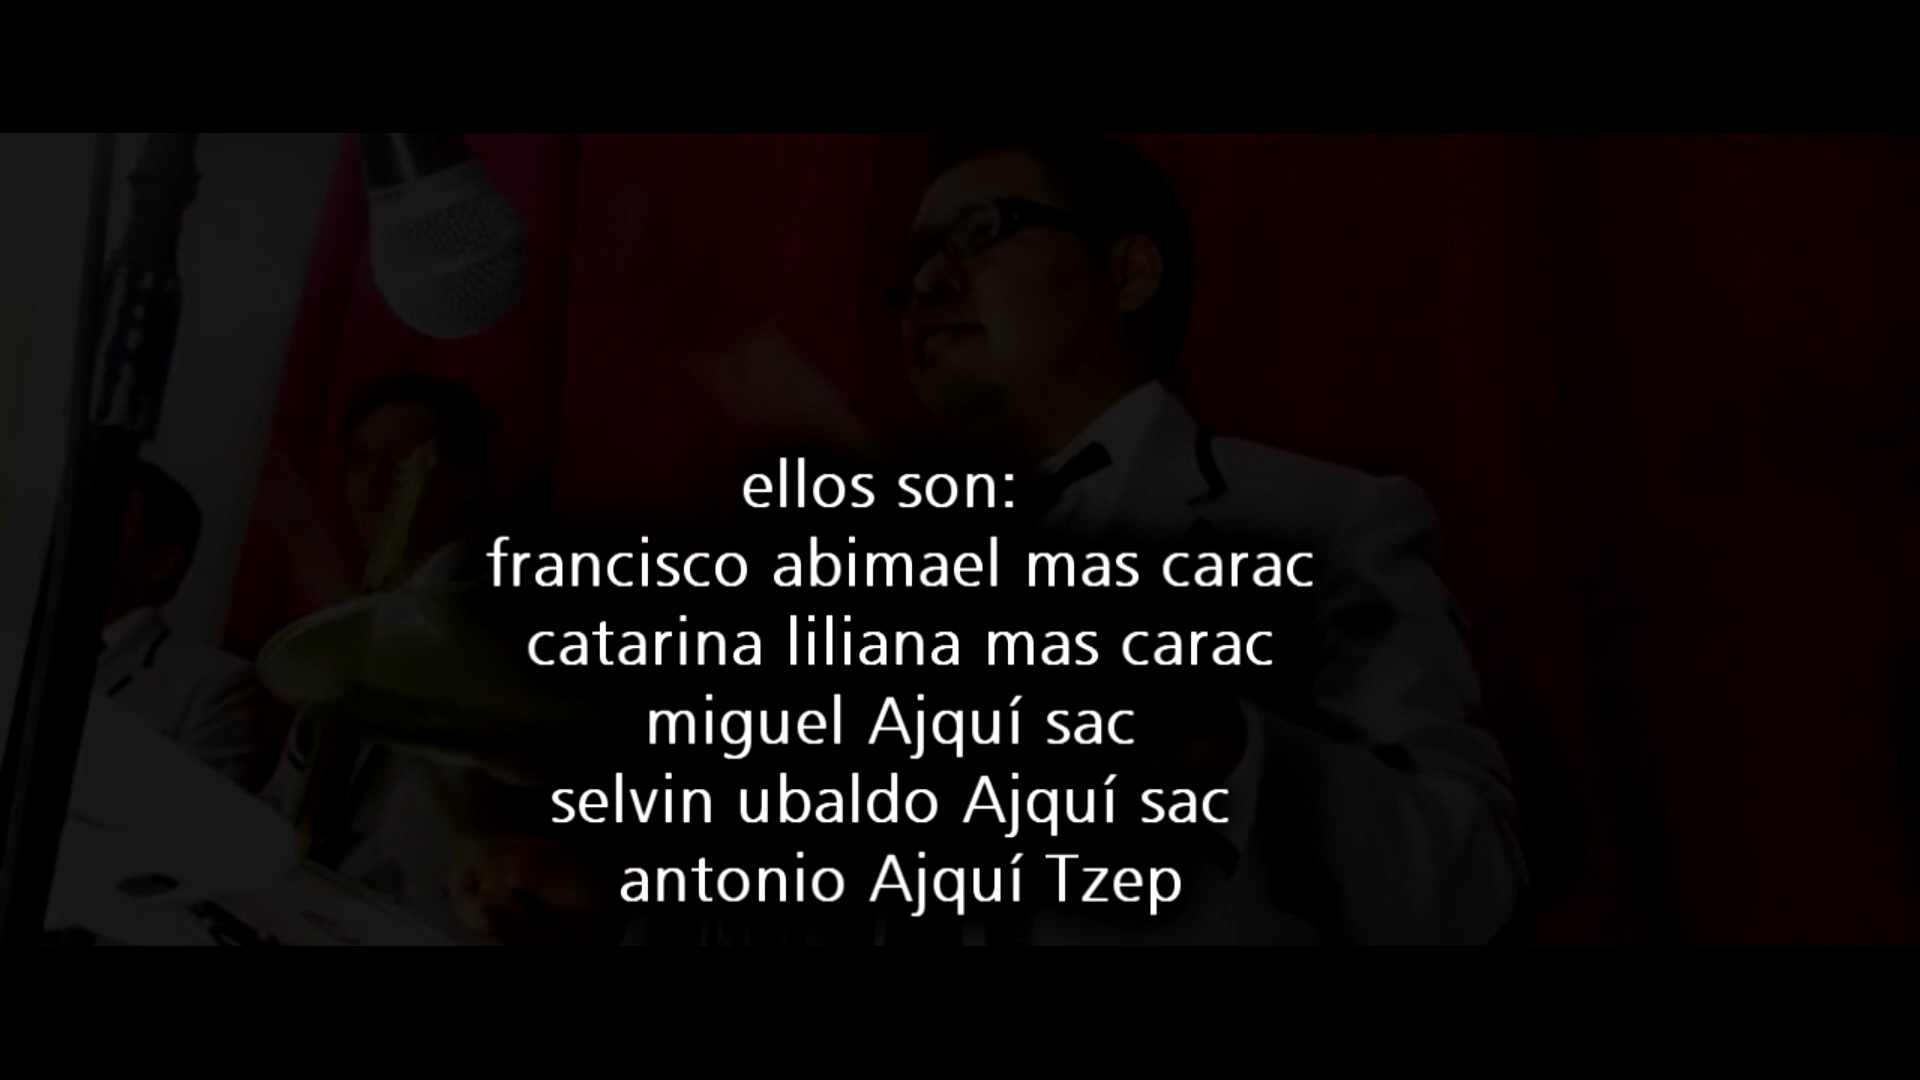 ellos son:
francisco abimael mas carac
catarina liliana mas carac
miguel Ajquí sac
selvin ubaldo Ajquí sac
antonio Ajquí Tzep